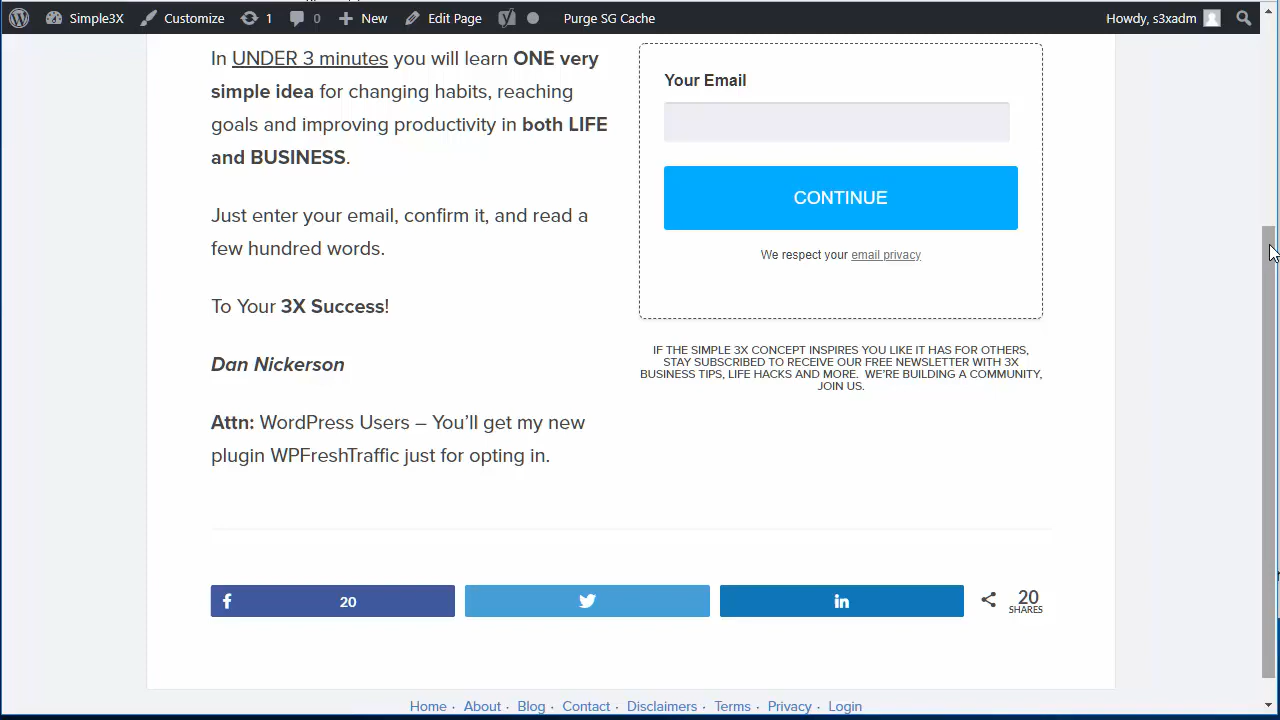 Simple3X Customize 1 0 New Edit Page Purge SG Cache Howdy, s3xadm
In UNDER 3 minutes you will learn ONE very
simple idea for changing habits, reaching
goals and improving productivity in both LIFE
and BUSINESS.
Just enter your email, confirm it, and read a
few hundred words.
To Your 3X Success!
Dan Nickerson
Attn: WordPress Users – You’ll get my new
plugin WPFreshTraffic just for opting in.
Your Email
CONTINUE
We respect your email privacy
IF THE SIMPLE 3X CONCEPT INSPIRES YOU LIKE IT HAS FOR OTHERS,
STAY SUBSCRIBED TO RECEIVE OUR FREE NEWSLETTER WITH 3X
BUSINESS TIPS, LIFE HACKS AND MORE. WE’RE BUILDING A COMMUNITY,
JOIN US.
20
20
SHARES
Home · About · Blog · Contact · Disclaimers · Terms · Privacy · Login